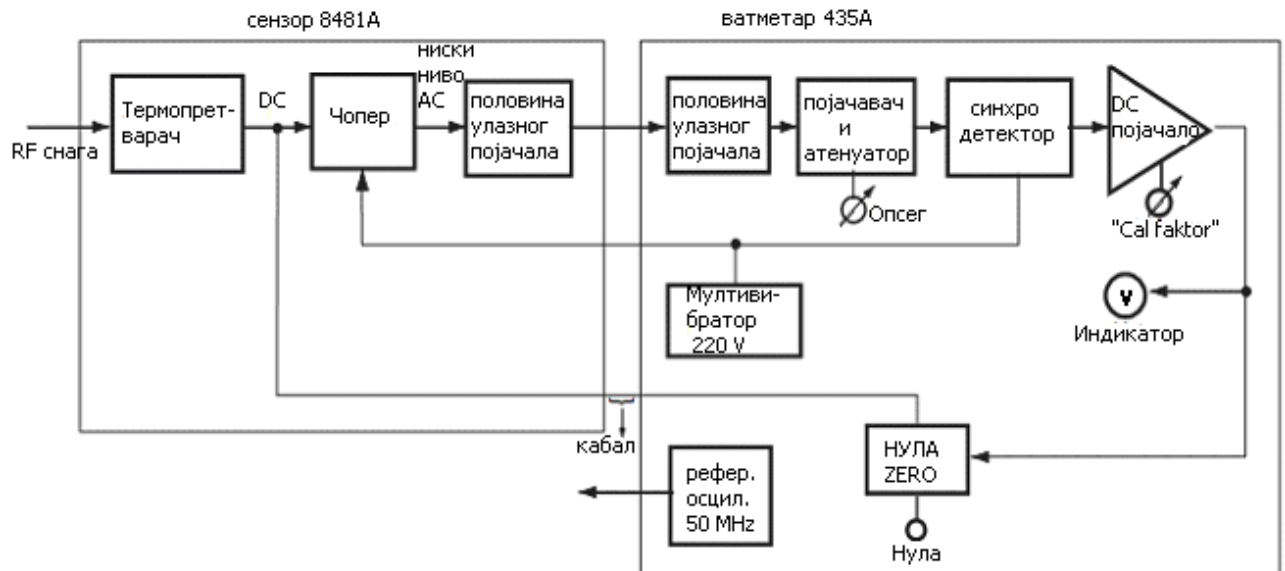 сензор 8481А
ватметар 435А
RF снага
Термопрет-
варач
DC
Чопер
ниски
ниво
АС
половина
улазног
појачала
половина
улазног
појачала
појачавач
и
атенуатор
Опсег
синхро
детектор
DC
појачало
"Cal faktor"
Мултиви-
братор
220 V
V
Индикатор
кабал
рефер.
осцил.
50 MHz
НУЛА
ZERO
Нула